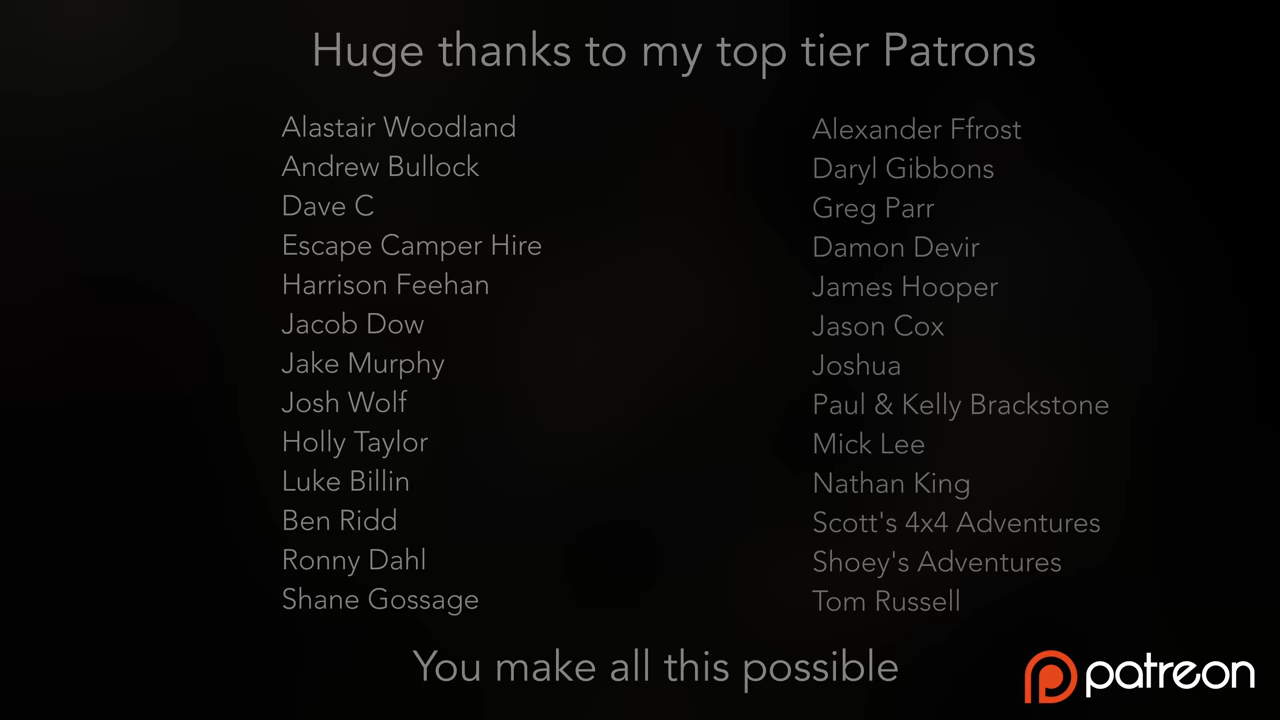 Huge thanks to my top tier Patrons
Alastair Woodland
Andrew Bullock
Dave C
Escape Camper Hire
Harrison Feehan
Jacob Dow
Jake Murphy
Josh Wolf
Holly Taylor
Luke Billin
Ben Ridd
Ronny Dahl
Shane Gossage
Alexander Ffrost
Daryl Gibbons
Greg Parr
Damon Devir
James Hooper
Jason Cox
Joshua
Paul & Kelly Brackstone
Mick Lee
Nathan King
Scott's 4x4 Adventures
Shoey's Adventures
Tom Russell
You make all this possible
patreon